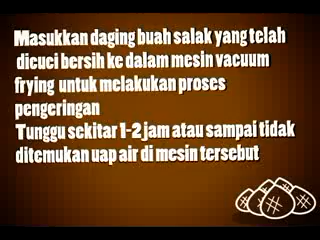 Masukkan daging buah salak yang telah
dicuci bersih ke dalam mesin vacuum
frying untuk melakukan proses
pengeringan
Tunggu sekitar 1-2 jam atau sampai tidak
ditemukan uap air di mesin tersebut